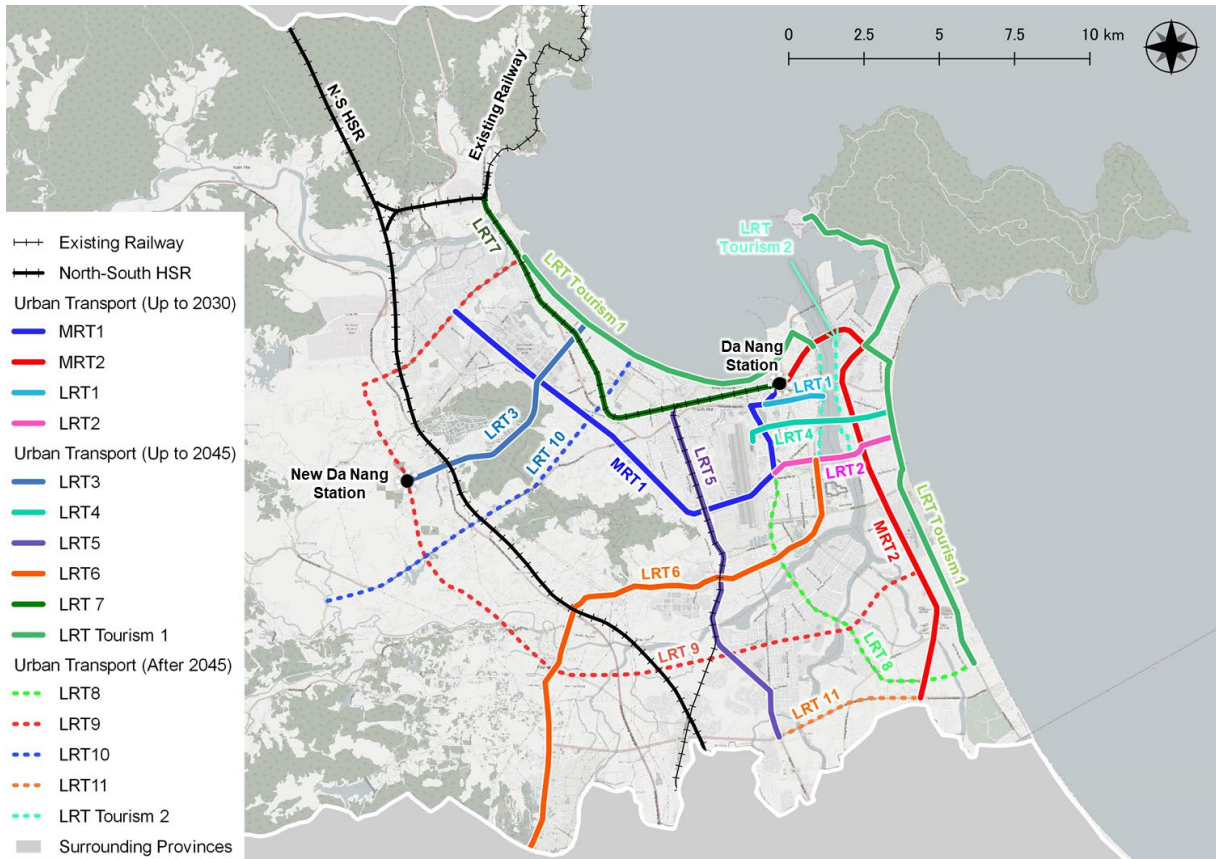 0 2.5 5 7.5 10 km
N-S HSR
Existing Railway
LRT7
LRT Tourism 1
LRT
Tourism 2
Da Nang
Station
LRT 1
LRT3
LRT 10
LRT4
MRT1
LRT5
LRT2
New Da Nang
Station
MRT2
LRT Tourism 1
LRT6
LRT 9
LRT 8
LRT 11
Existing Railway
North-South HSR
Urban Transport (Up to 2030)
MRT1
MRT2
LRT1
LRT2
Urban Transport (Up to 2045)
LRT3
LRT4
LRT5
LRT6
LRT 7
LRT Tourism 1
Urban Transport (After 2045)
LRT8
LRT9
LRT10
LRT11
LRT Tourism 2
Surrounding Provinces